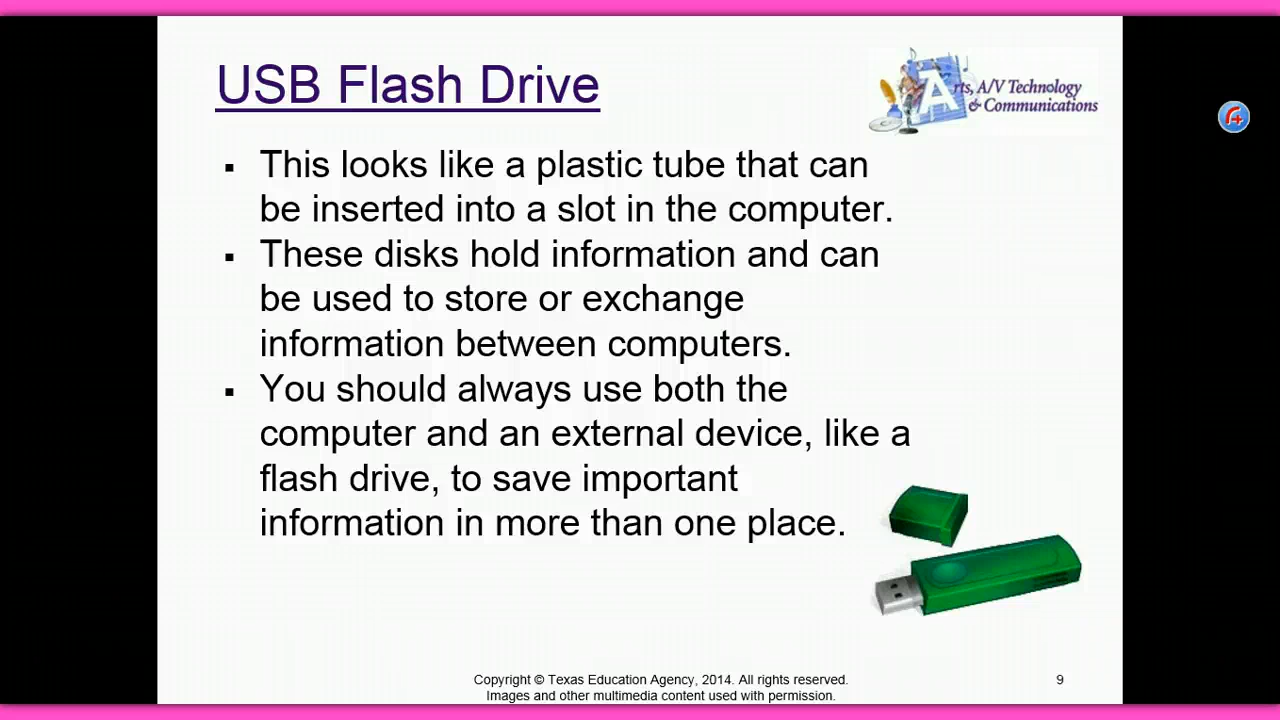 USB Flash Drive
Arts, A/V Technology
& Communications
▪ This looks like a plastic tube that can
be inserted into a slot in the computer.
▪ These disks hold information and can
be used to store or exchange
information between computers.
▪ You should always use both the
computer and an external device, like a
flash drive, to save important
information in more than one place.
Copyright © Texas Education Agency, 2014. All rights reserved.
Images and other multimedia content used with permission.
9